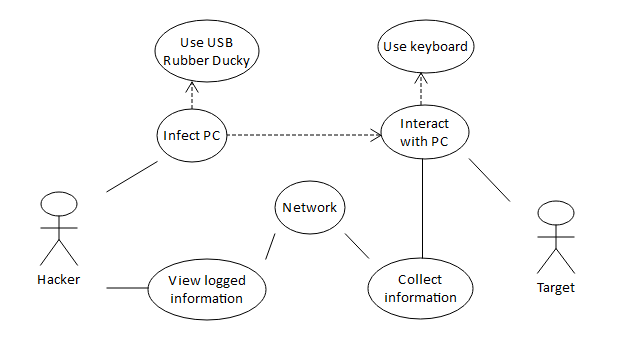 Use USB
Rubber Ducky
Use keyboard
Infect PC
Interact
with PC
Network
Hacker
View logged
information
Collect
information
Target